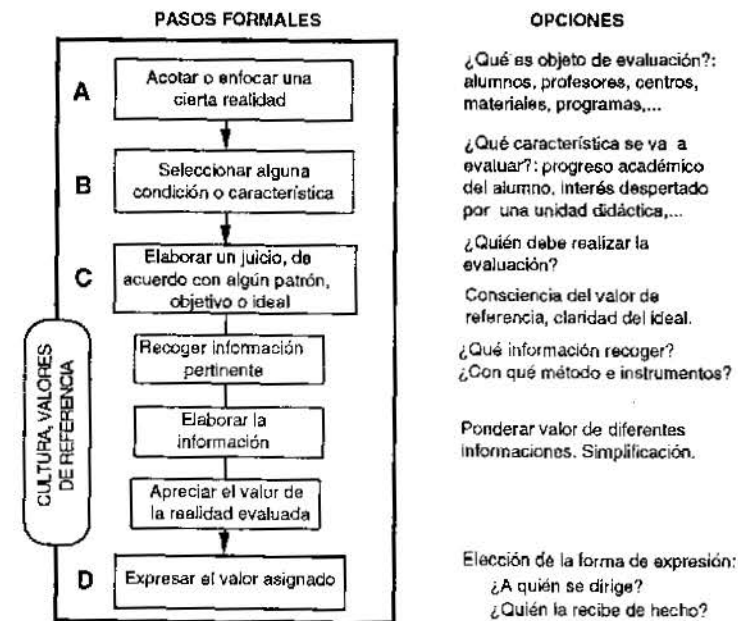 PASOS FORMALES
OPCIONES
A
Acotar o enfocar una
cierta realidad
¿Qué es objeto de evaluación?:
alumnos, profesores, centros,
materiales, programas,...
B
Seleccionar alguna
condición o característica
¿Qué característica se va a
evaluar?: progreso académico
del alumno, interés despertado
por una unidad didáctica,...
C
Elaborar un juicio, de
acuerdo con algún patrón,
objetivo o ideal
¿Quién debe realizar la
evaluación?
Consciencia del valor de
referencia, claridad del ideal.
CULTURA, VALORES
DE REFERENCIA
Recoger información
pertinente
¿Qué información recoger?
¿Con qué método e instrumentos?
Elaborar la
información
Ponderar valor de diferentes
informaciones. Simplificación.
Apreciar el valor de
la realidad evaluada
D
Expresar el valor asignado
Elección de la forma de expresión:
¿A quién se dirige?
¿Quién la recibe de hecho?